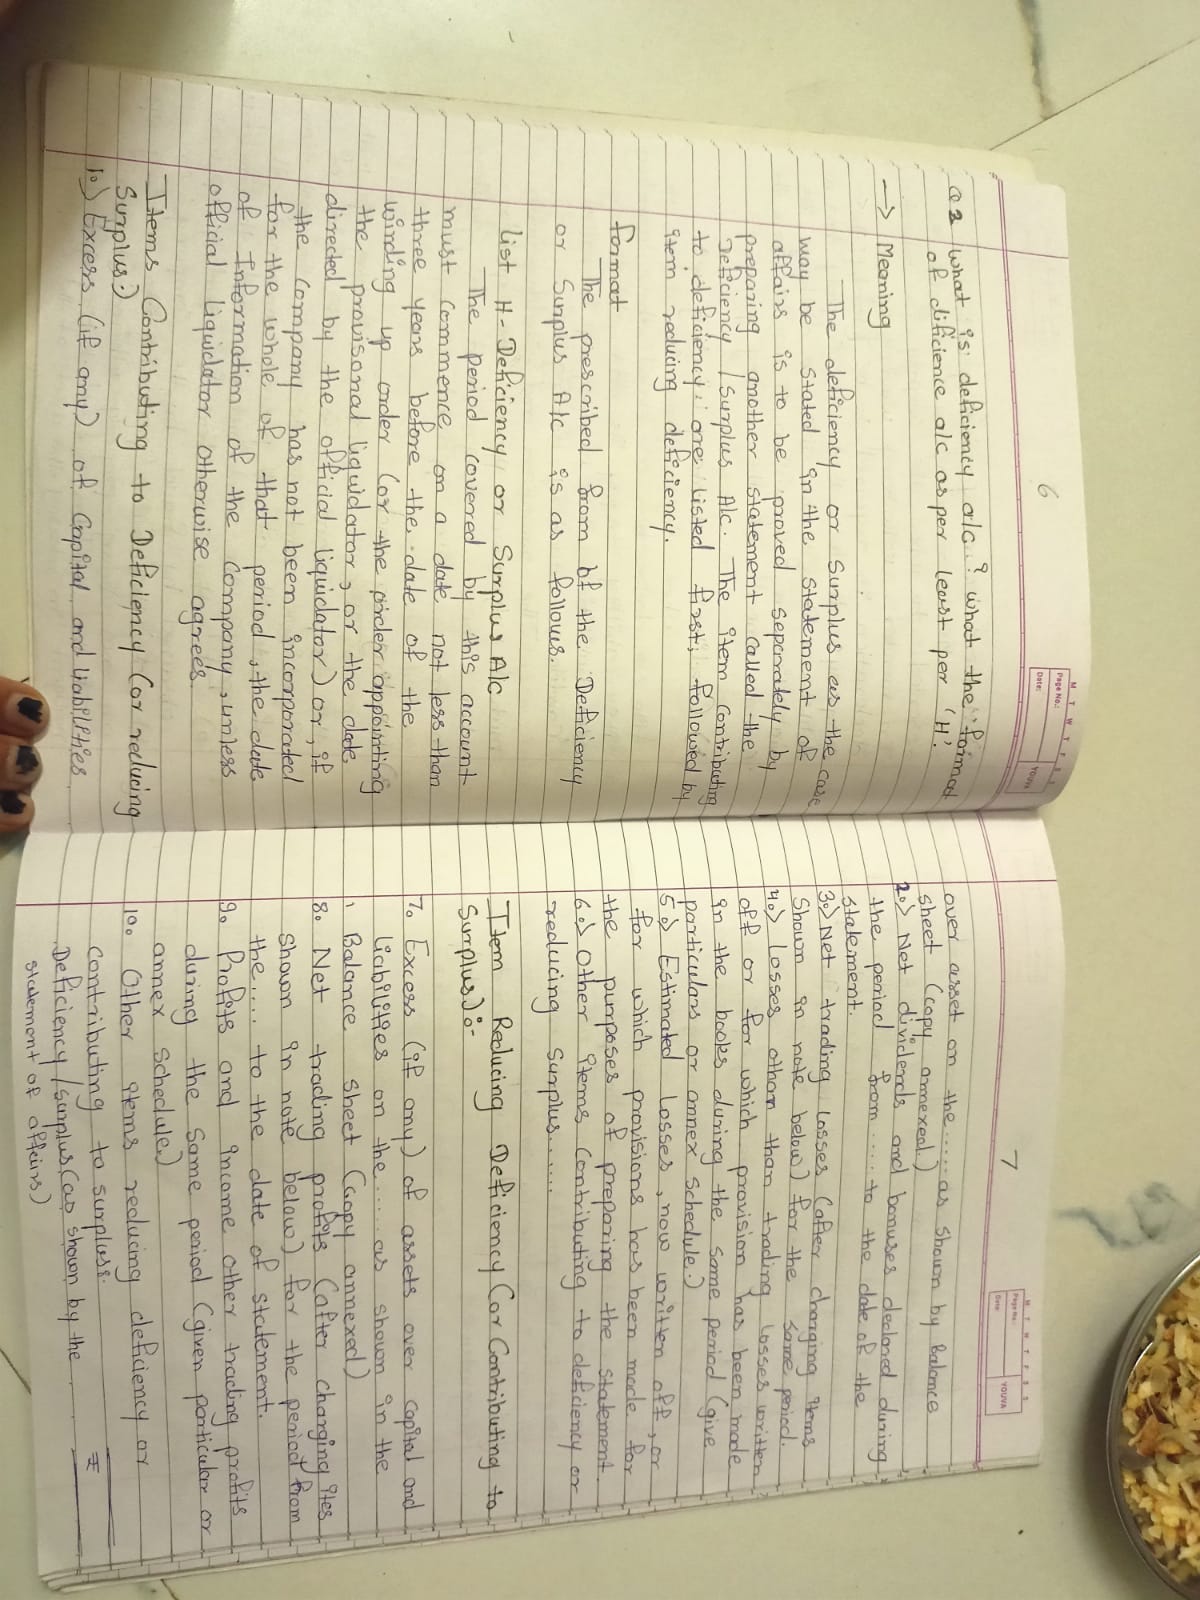 6
M T W T F S S
Page No.:
Date:
YOUVA
Q2 What is deficiency a/c ? what the format
of dificience a/c as per least per 'H'.
→ Meaning
The deficiency or Surplus as the case
may be stated in the statement of
affairs is to be proved seperately by
preparing another statement called the
Deficiency / Surplus A/c. The item contributing
to deficiency are listed first, followed by
item reducing deficiency.
format
The prescribed from of the Deficiency
or Surplus A/c is as follows.
List H- Deficiency or Surplus A/c
The period covered by this account
must commence on a date not less than
three years before the date of the
winding up order (or the order appointing
the provisonal liquidator, or the date
directed by the official liquidator) or, if
the company has not been incorporated
for the whole of that period, the date
of Information of the company, unless
official Liquidator otherwise agrees.
Items Contributing to Deficiency (or reducing
Surplus.)
1.) Excess (if any) of Capital and liabilities
7
M T W T F S S
Page No.:
Date:
YOUVA
over asset on the ..... as shown by Balance
sheet (copy annexed.)
2.) Net dividends and bonuses declared during
the period from ..... to the date of the
statement.
3.) Net trading losses (after charging items
shown in note below) for the same period.
4.) Losses othan than trading losses written
off or for which provision has been made
in the books during the same period (give
particulars or annex schedule.)
5.) Estimated losses, now written off, or
for which provisions has been made for
the purposes of preparing the statement.
6.) Other items contributing to deficiency or
reducing surplus.......
Item Reducing Deficiency (or Contributing to
Surplus) :-
7. Excess (if any) of assets over capital and
liabilities on the ..... as shown in the
Balance sheet (Copy annexed)
8. Net trading profits (after charging ites
shown in note below) for the period from
the .... to the date of statement.
9. Profits and income other trading profits
during the same period (given particular or
annex schedule.)
10. Other items reducing deficiency or
contributing to surpluss.
Deficiency / Surplus (as shown by the ₹
statement of affeirs)